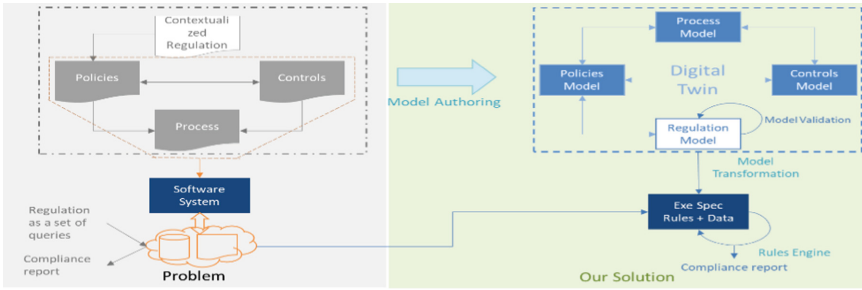 Contextuali
zed
Regulation
Policies
Controls
Process
Software
System
Regulation
as a set of
queries
Compliance
report
Problem
Model Authoring
Process
Model
Policies
Model
Digital
Twin
Controls
Model
Regulation
Model
Model Validation
Model
Transformation
Exe Spec
Rules + Data
Rules Engine
Compliance report
Our Solution